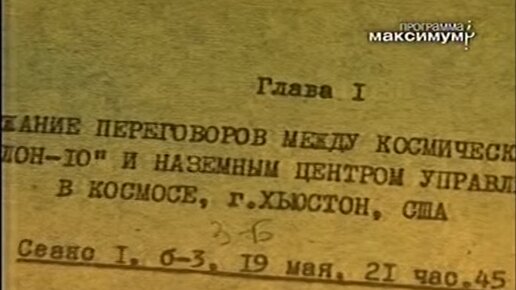 ПРОГРАММА
МАКСИМУМ
Глава I
ЖАНИЕ ПЕРЕГОВОРОВ МЕЖДУ КОСМИЧЕСК
ЛОН-10" И НАЗЕМНЫМ ЦЕНТРОМ УПРАВЛ
В КОСМОСЕ, г.ХЬЮСТОН, США
Сеанс I, б-3, 19 мая, 21 час.45